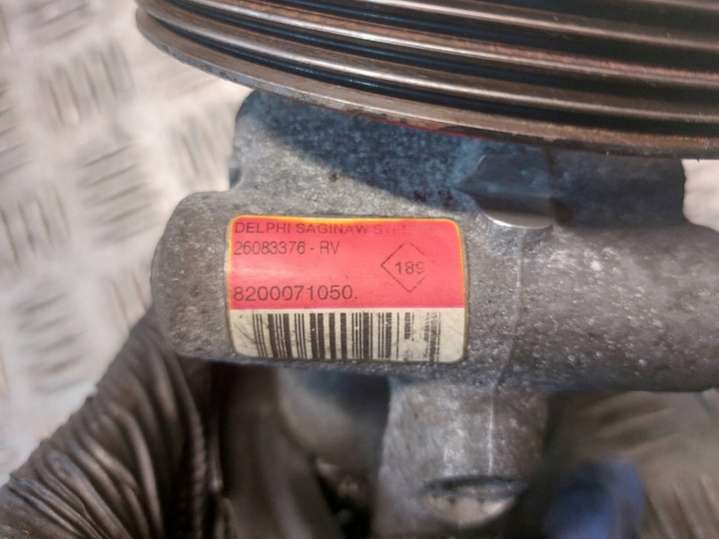 DELPHI SAGINAW
26083376 - RV
189
8200071050.